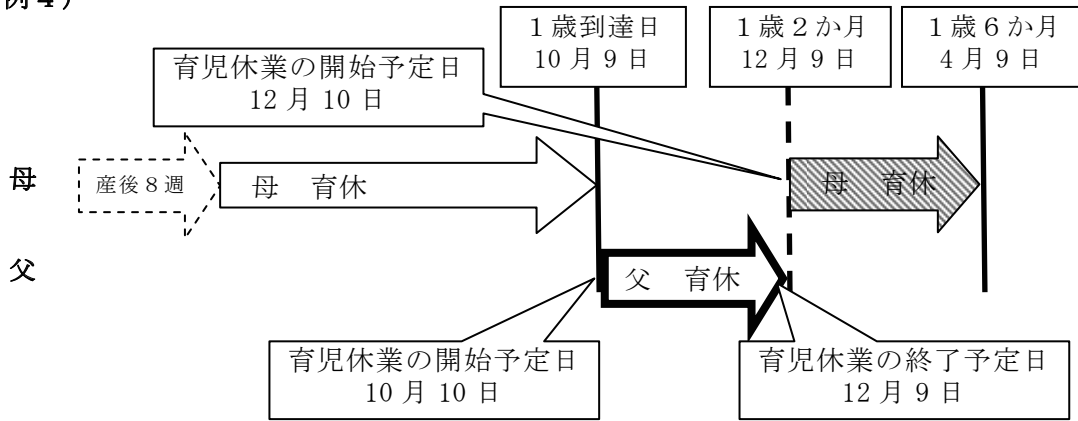 例4)
1歳到達日
10月9日
1歳2か月
12月9日
1歳6か月
4月9日
育児休業の開始予定日
12月10日
母
産後8週
母 育休
母 育休
父
父 育休
育児休業の開始予定日
10月10日
育児休業の終了予定日
12月9日